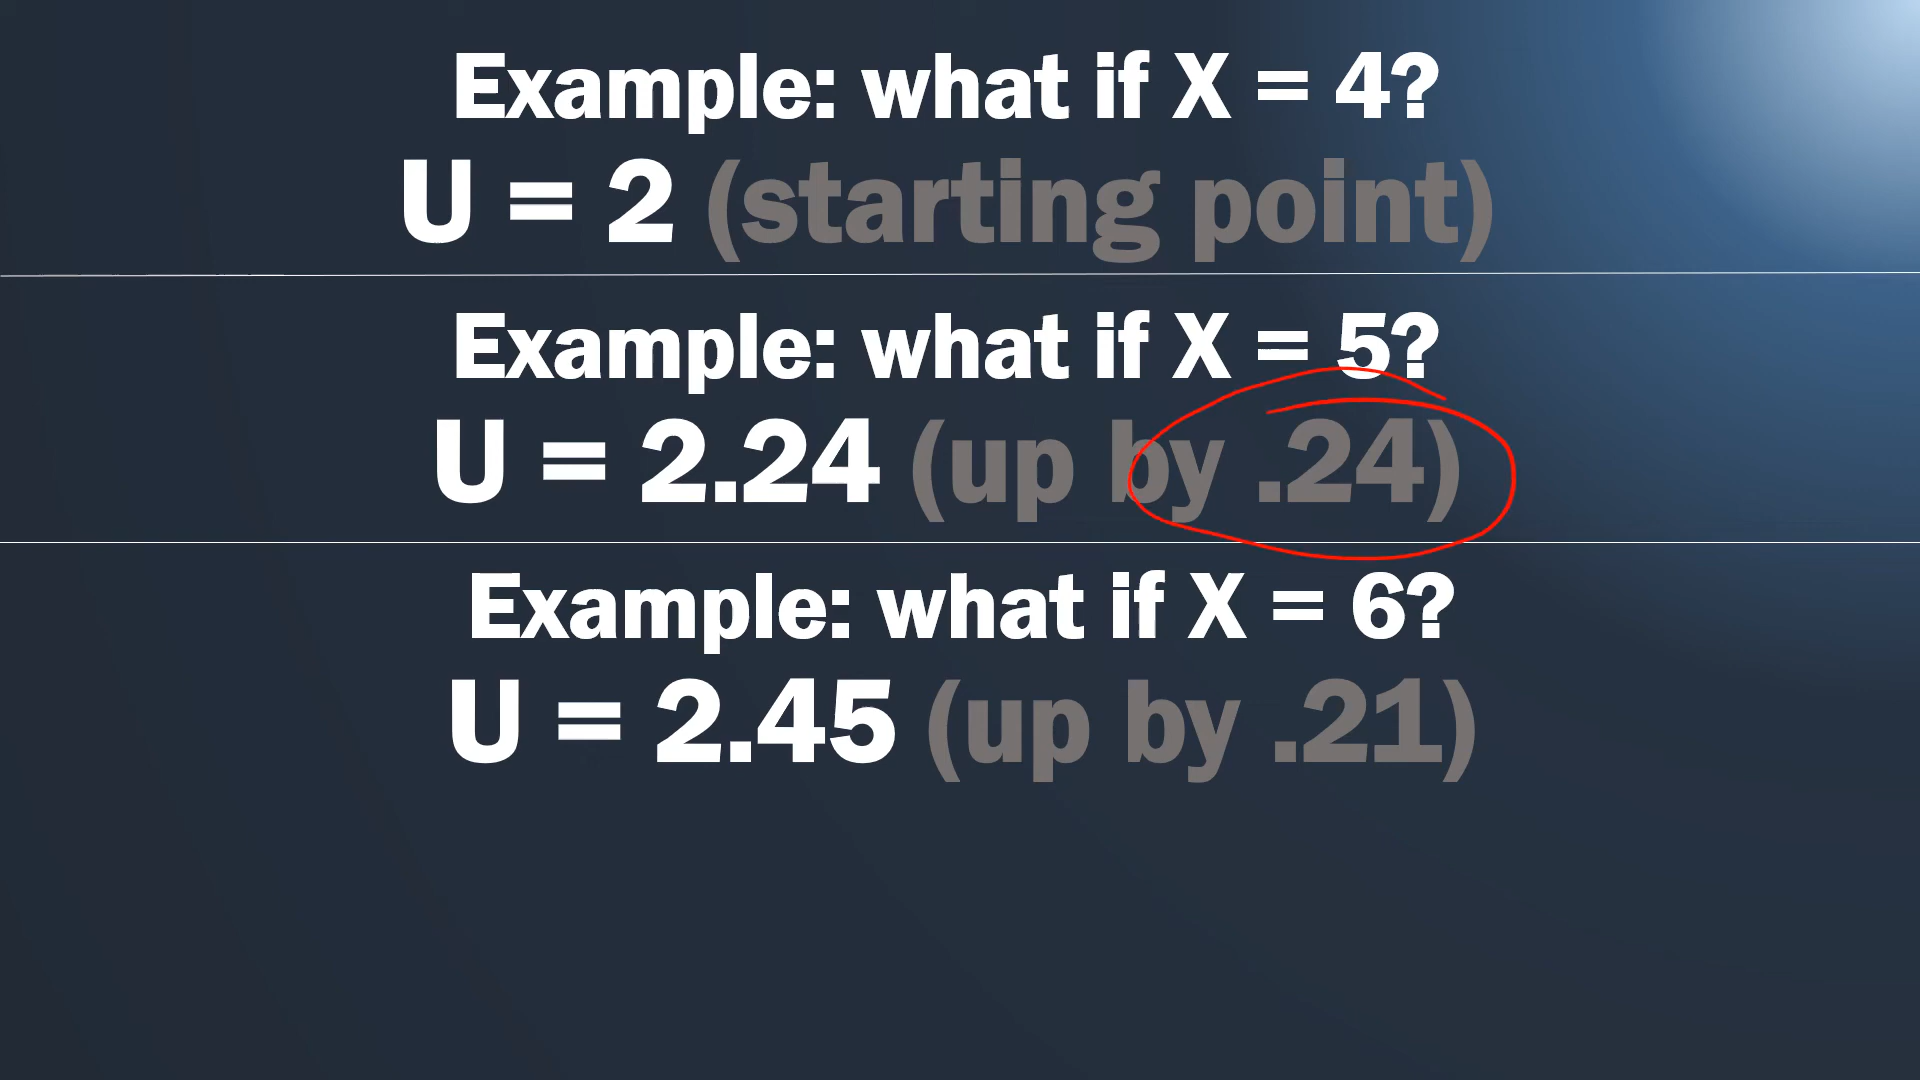 Example: what if X = 4?
U = 2 (starting point)
Example: what if X = 5?
U = 2.24 (up by .24)
Example: what if X = 6?
U = 2.45 (up by .21)